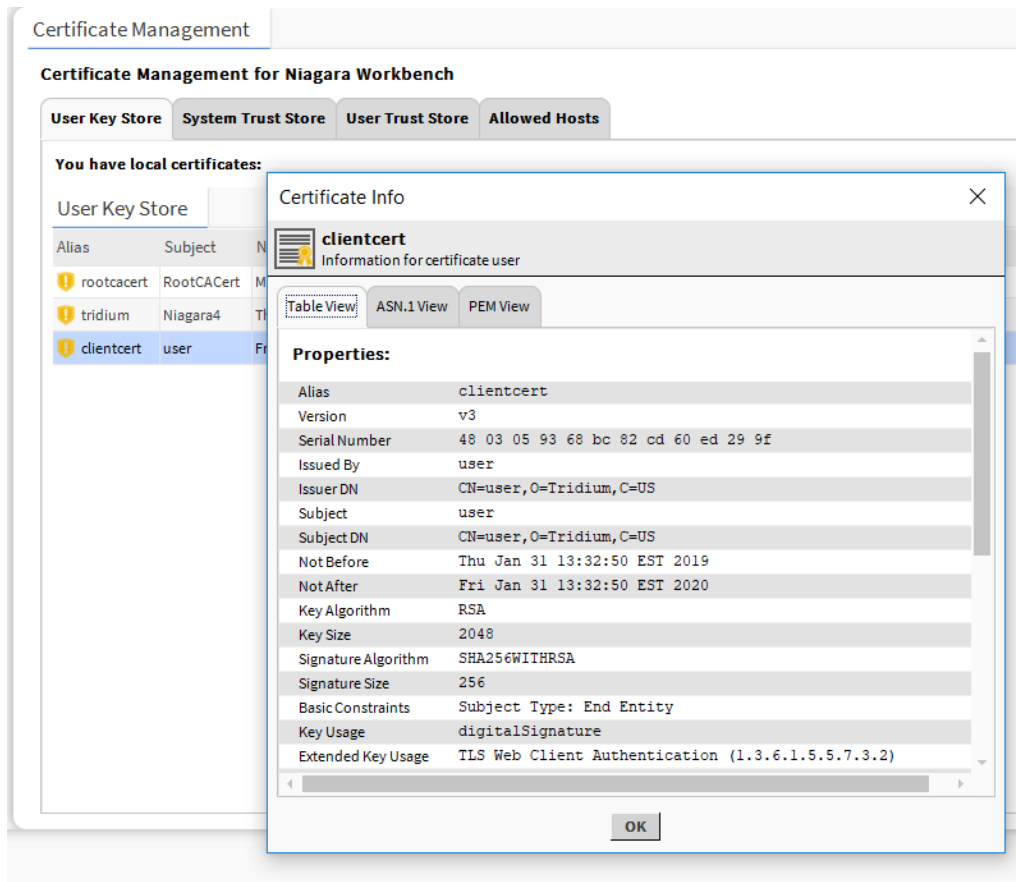 Certificate Management
Certificate Management for Niagara Workbench
User Key Store System Trust Store User Trust Store Allowed Hosts
You have local certificates:
User Key Store
Alias Subject
rootcacert RootCACert
tridium Niagara4
clientcert user
Certificate Info
clientcert
Information for certificate user
Table View ASN.1 View PEM View
Properties:
Alias clientcert
Version v3
Serial Number 48 03 05 93 68 bc 82 cd 60 ed 29 9f
Issued By user
Issuer DN CN=user,O=Tridium,C=US
Subject user
Subject DN CN=user,O=Tridium,C=US
Not Before Thu Jan 31 13:32:50 EST 2019
Not After Fri Jan 31 13:32:50 EST 2020
Key Algorithm RSA
Key Size 2048
Signature Algorithm SHA256WITHRSA
Signature Size 256
Basic Constraints Subject Type: End Entity
Key Usage digitalSignature
Extended Key Usage TLS Web Client Authentication (1.3.6.1.5.5.7.3.2)
OK